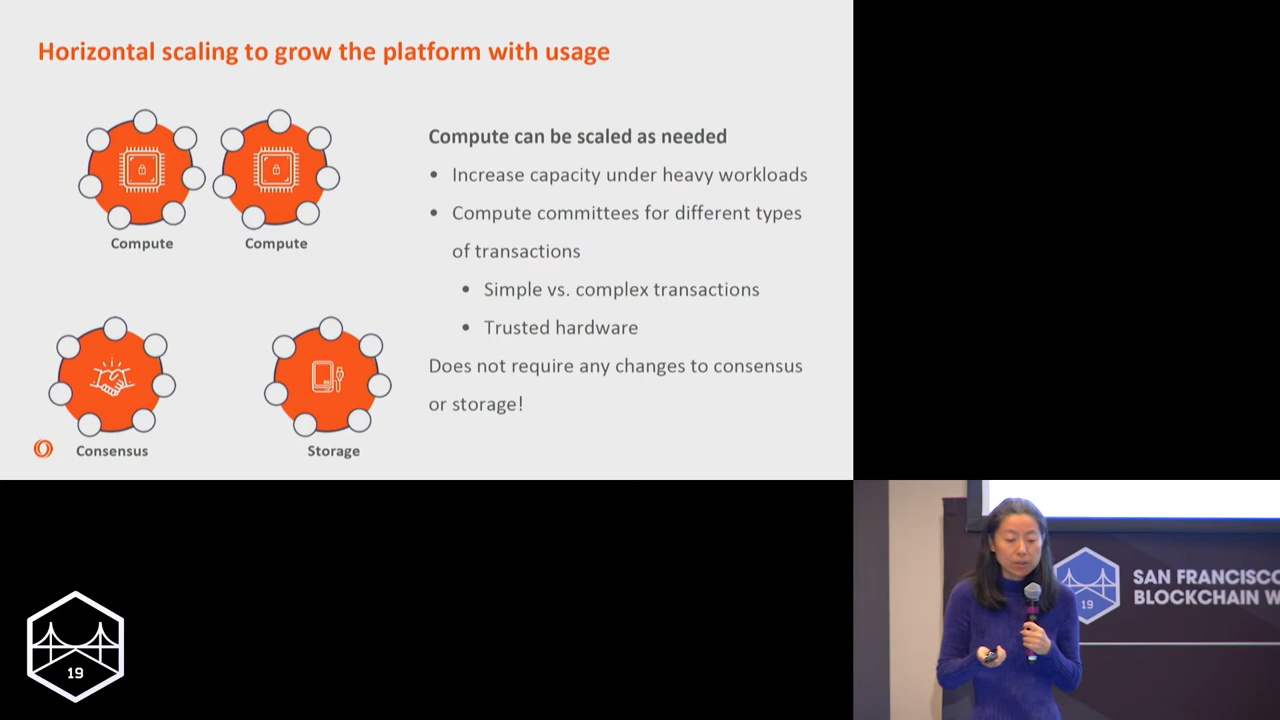 Horizontal scaling to grow the platform with usage
Compute
Compute
Consensus
Storage
Compute can be scaled as needed
• Increase capacity under heavy workloads
• Compute committees for different types
of transactions
• Simple vs. complex transactions
• Trusted hardware
Does not require any changes to consensus
or storage!
19
19
SAN FRANCISCO
BLOCKCHAIN W